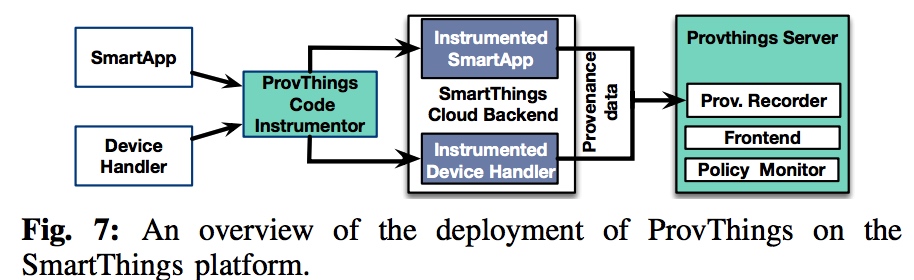 SmartApp
Device
Handler
ProvThings
Code
Instrumentor
Instrumented
SmartApp
SmartThings
Cloud Backend
Instrumented
Device Handler
Provenance
data
Provthings Server
Prov. Recorder
Frontend
Policy Monitor
Fig. 7: An overview of the deployment of ProvThings on the
SmartThings platform.